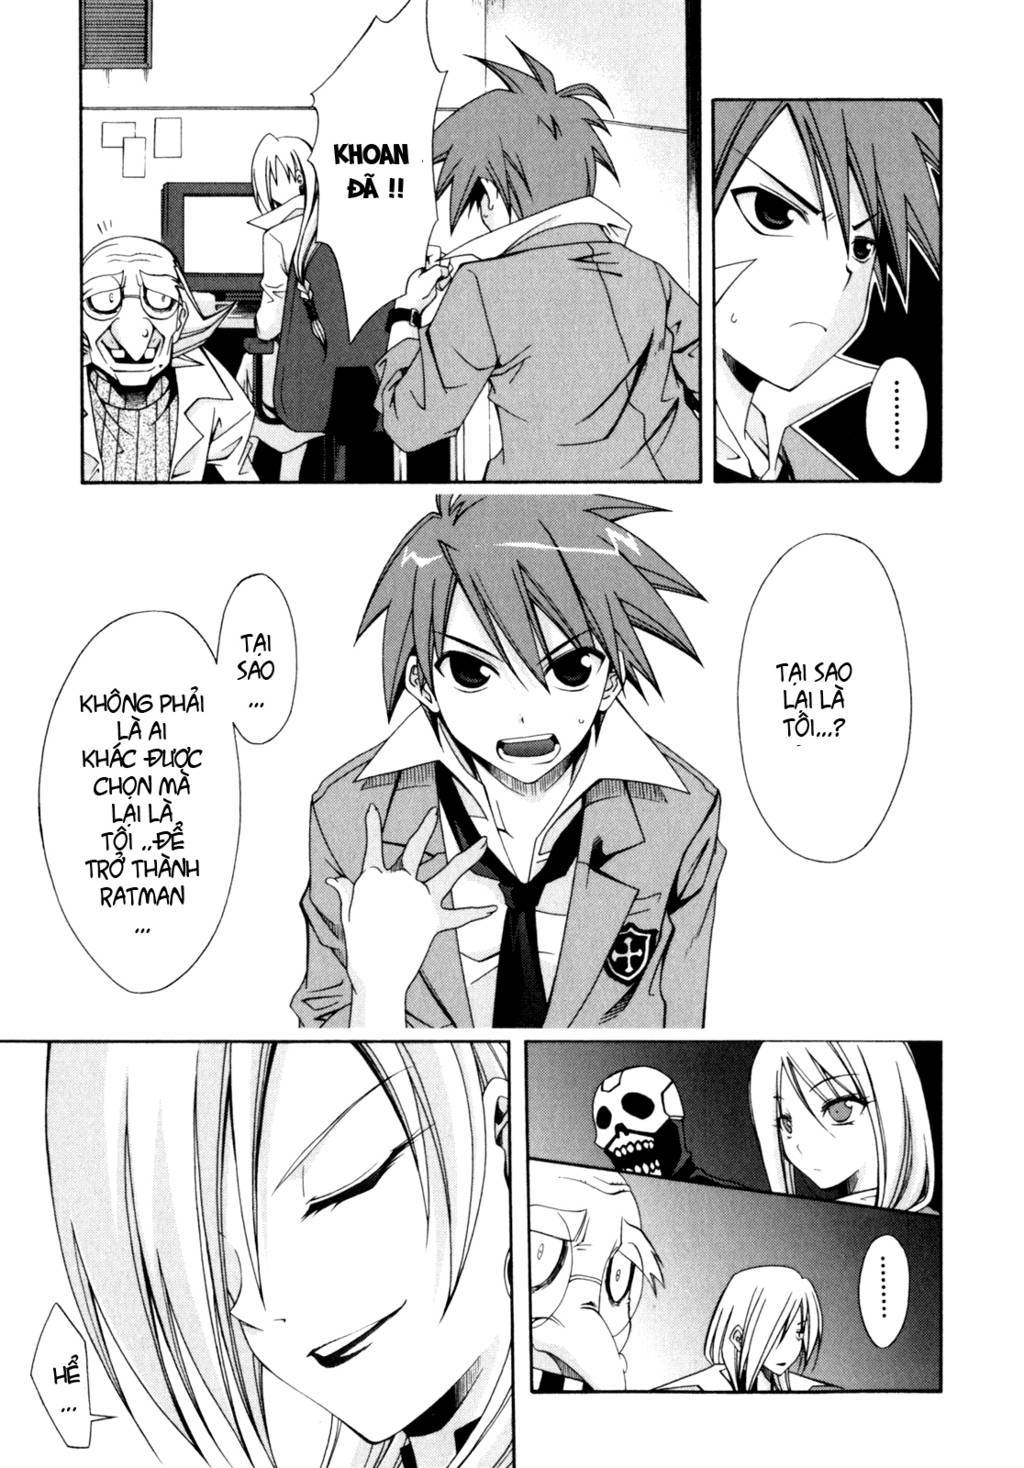 KHOAN
ĐÃ !!
.........
TẠI SAO
LẠI LÀ
TÔI...?
TẠI
SAO
...
KHÔNG PHẢI
LÀ AI
KHÁC ĐƯỢC
CHỌN MÀ
LẠI LÀ
TÔI ..ĐỂ
TRỞ THÀNH
RATMAN
...
.........
HỂ
...